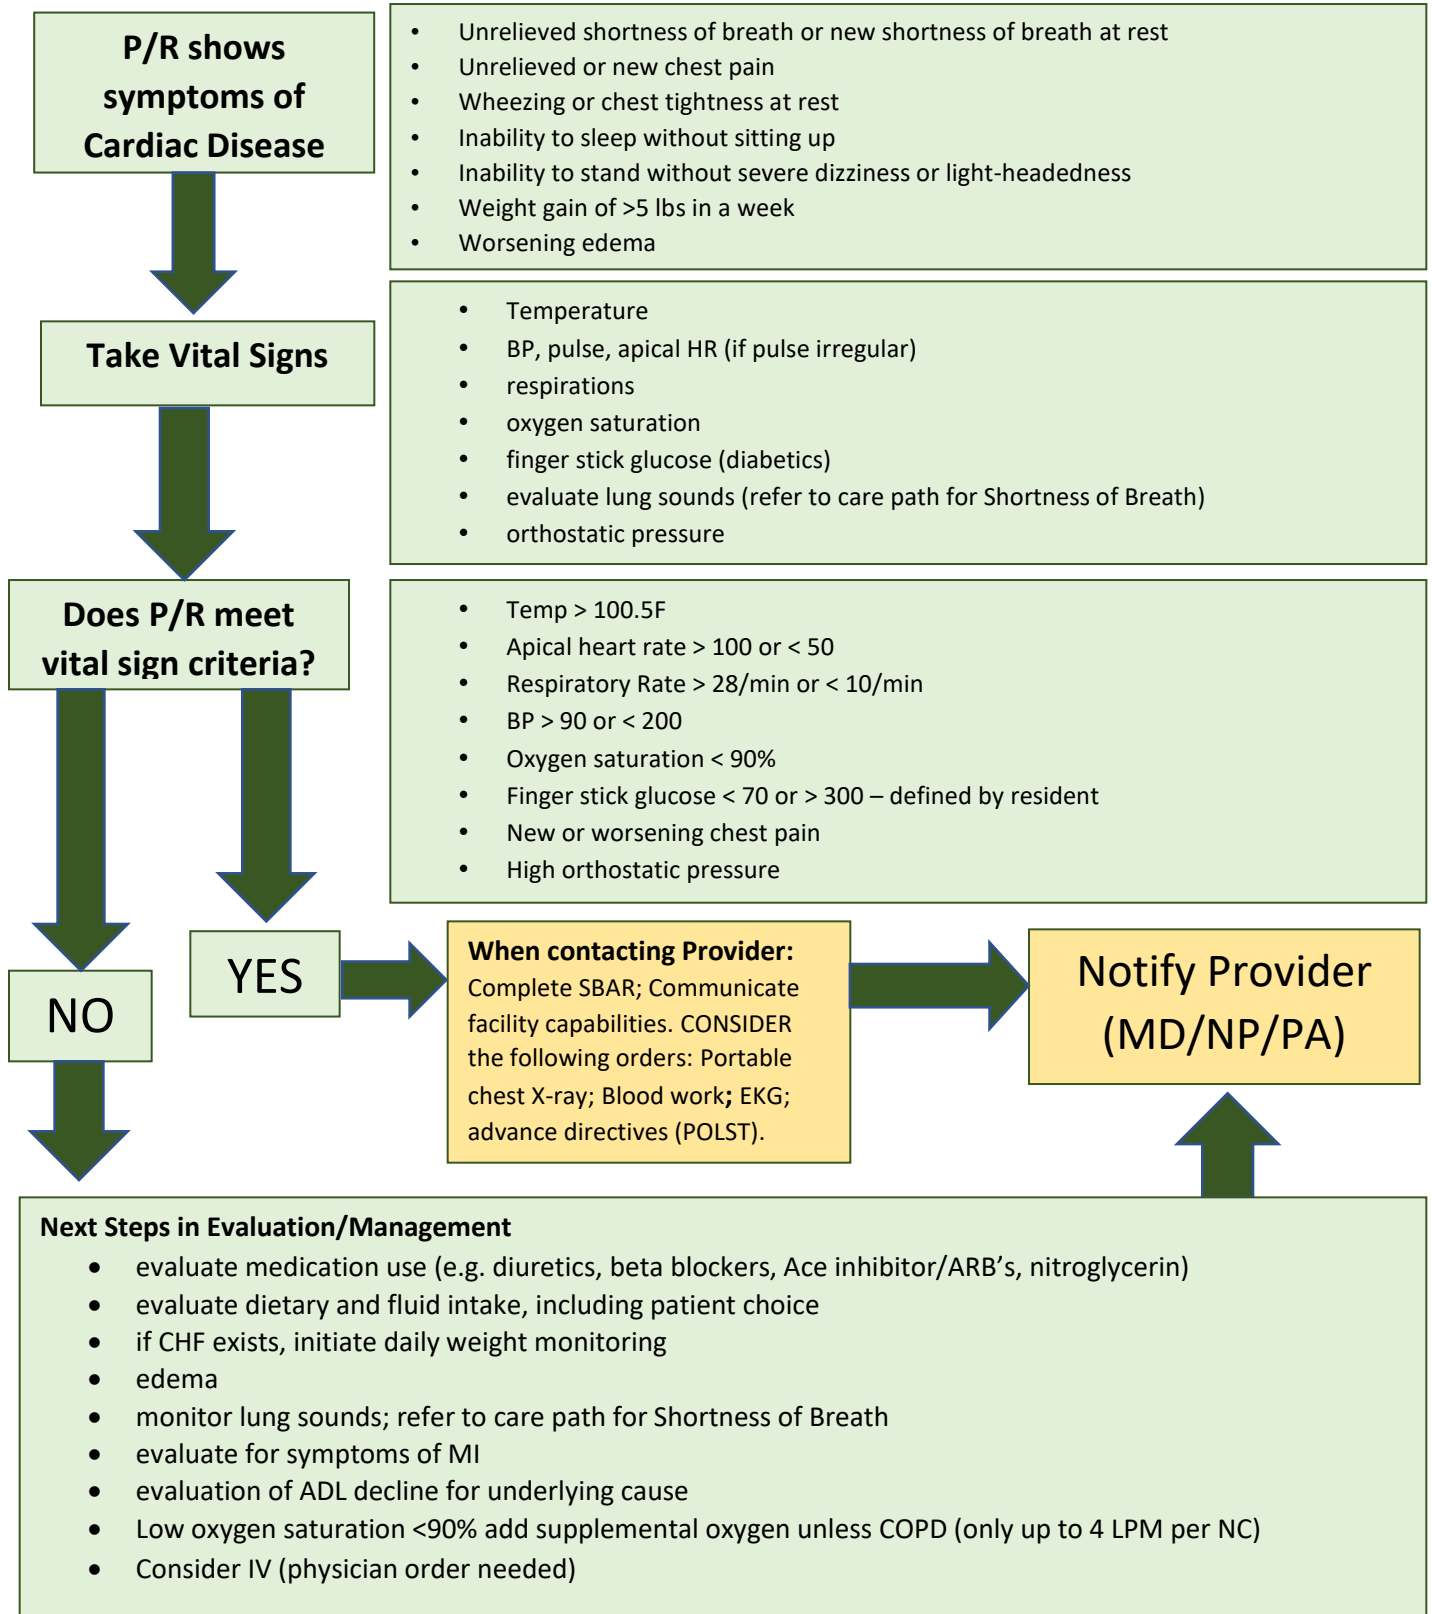 P/R shows
symptoms of
Cardiac Disease
• Unrelieved shortness of breath or new shortness of breath at rest
• Unrelieved or new chest pain
• Wheezing or chest tightness at rest
• Inability to sleep without sitting up
• Inability to stand without severe dizziness or light-headedness
• Weight gain of >5 lbs in a week
• Worsening edema
Take Vital Signs
• Temperature
• BP, pulse, apical HR (if pulse irregular)
• respirations
• oxygen saturation
• finger stick glucose (diabetics)
• evaluate lung sounds (refer to care path for Shortness of Breath)
• orthostatic pressure
Does P/R meet
vital sign criteria?
• Temp > 100.5F
• Apical heart rate > 100 or < 50
• Respiratory Rate > 28/min or < 10/min
• BP > 90 or < 200
• Oxygen saturation < 90%
• Finger stick glucose < 70 or > 300 – defined by resident
• New or worsening chest pain
• High orthostatic pressure
NO
YES
When contacting Provider:
Complete SBAR; Communicate
facility capabilities. CONSIDER
the following orders: Portable
chest X-ray; Blood work; EKG;
advance directives (POLST).
Notify Provider
(MD/NP/PA)
Next Steps in Evaluation/Management
• evaluate medication use (e.g. diuretics, beta blockers, Ace inhibitor/ARB’s, nitroglycerin)
• evaluate dietary and fluid intake, including patient choice
• if CHF exists, initiate daily weight monitoring
• edema
• monitor lung sounds; refer to care path for Shortness of Breath
• evaluate for symptoms of MI
• evaluation of ADL decline for underlying cause
• Low oxygen saturation <90% add supplemental oxygen unless COPD (only up to 4 LPM per NC)
• Consider IV (physician order needed)